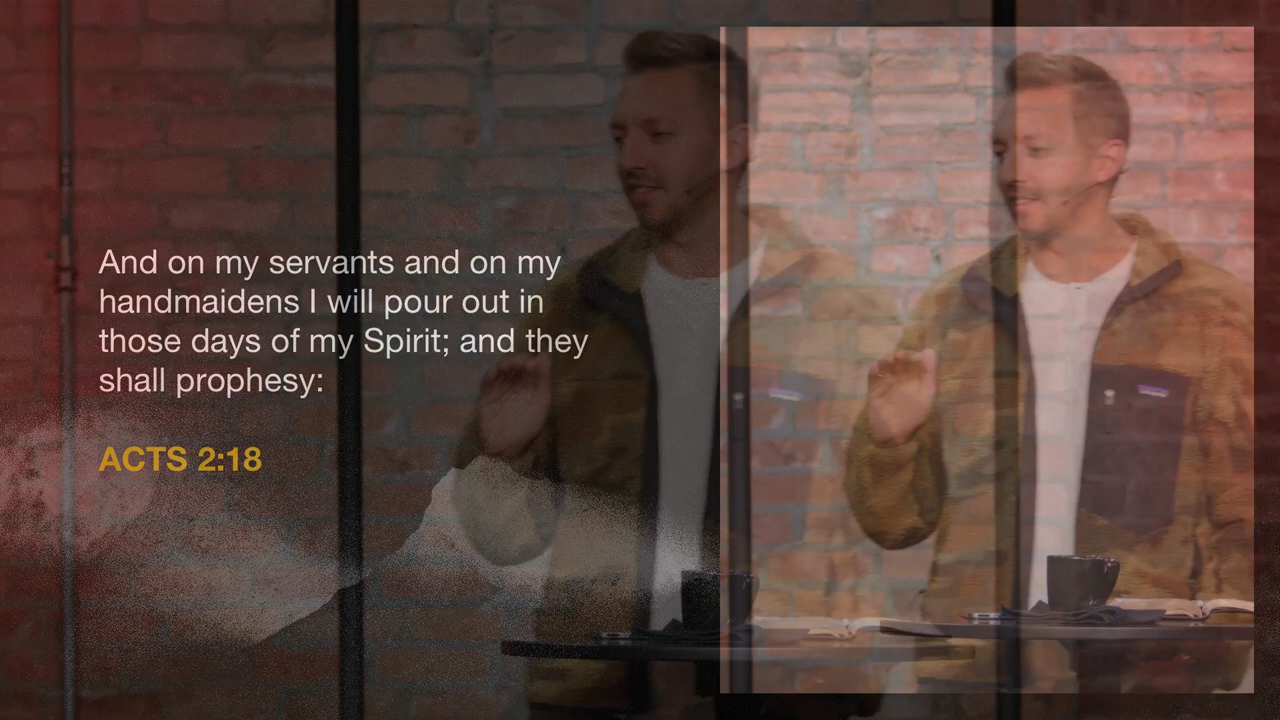 And on my servants and on my
handmaidens I will pour out in
those days of my Spirit; and they
shall prophesy:
ACTS 2:18